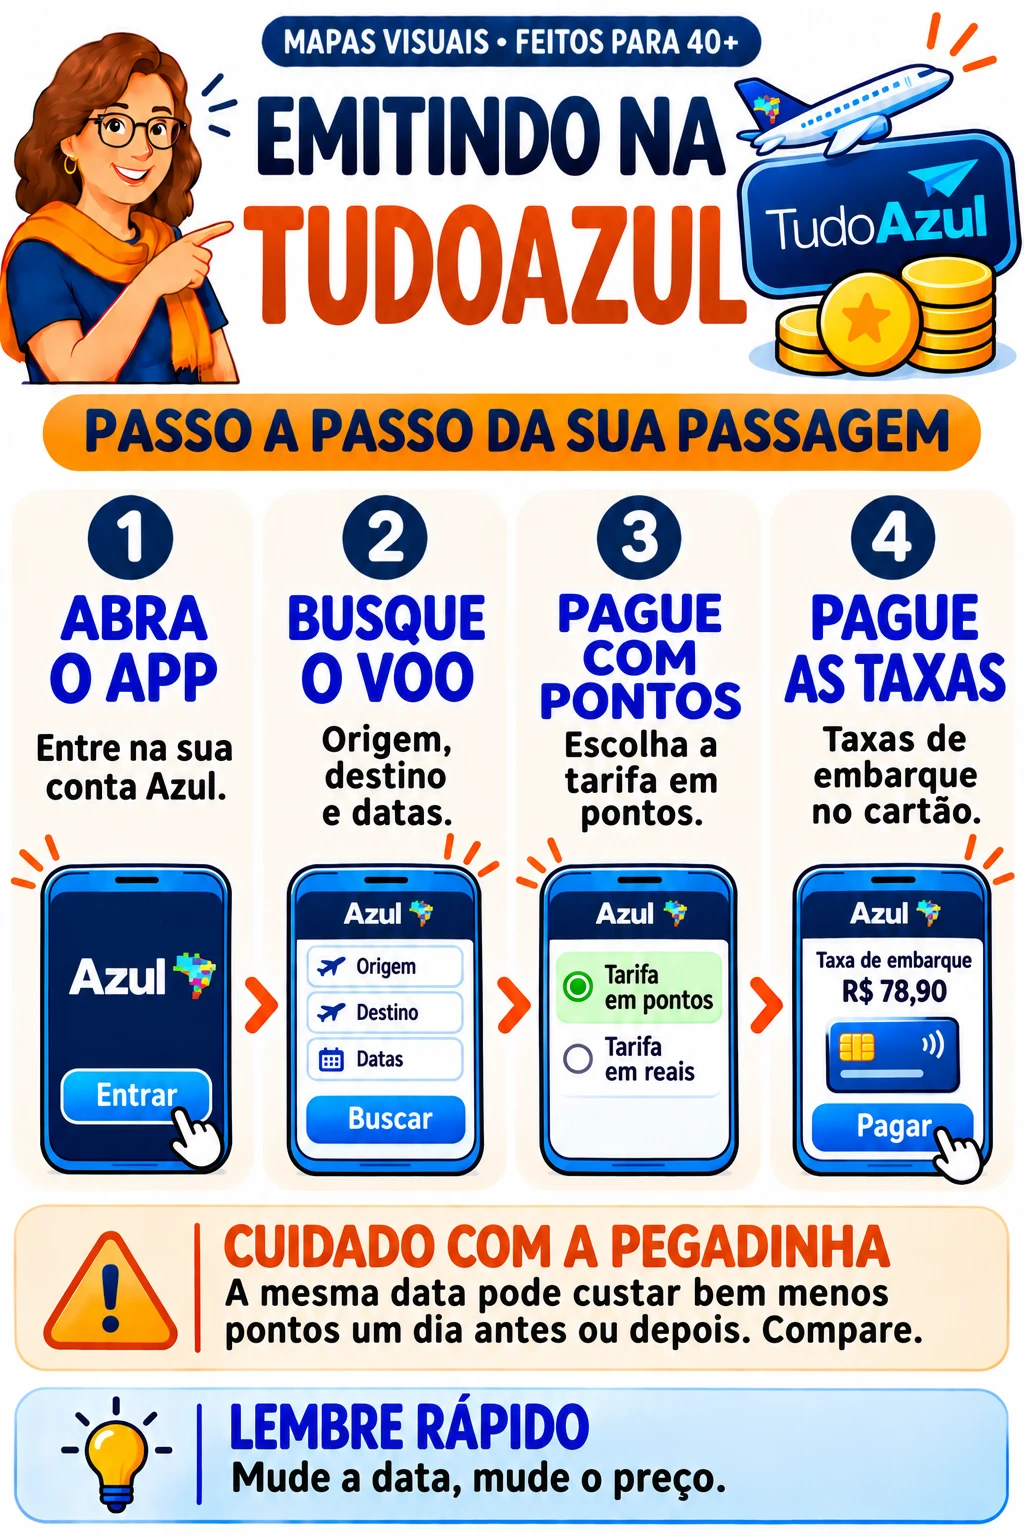 MAPAS VISUAIS • FEITOS PARA 40+
EMITINDO NA
TUDOAZUL
TudoAzul
PASSO A PASSO DA SUA PASSAGEM
1
ABRA
O APP
Entre na sua
conta Azul.
Azul
Entrar
2
BUSQUE
O VOO
Origem,
destino
e datas.
Azul
Origem
Destino
Datas
Buscar
3
PAGUE
COM
PONTOS
Escolha a
tarifa em
pontos.
Azul
Tarifa
em pontos
Tarifa
em reais
4
PAGUE
AS TAXAS
Taxas de
embarque
no cartão.
Azul
Taxa de embarque
R$ 78,90
Pagar
CUIDADO COM A PEGADINHA
A mesma data pode custar bem menos
pontos um dia antes ou depois. Compare.
LEMBRE RÁPIDO
Mude a data, mude o preço.